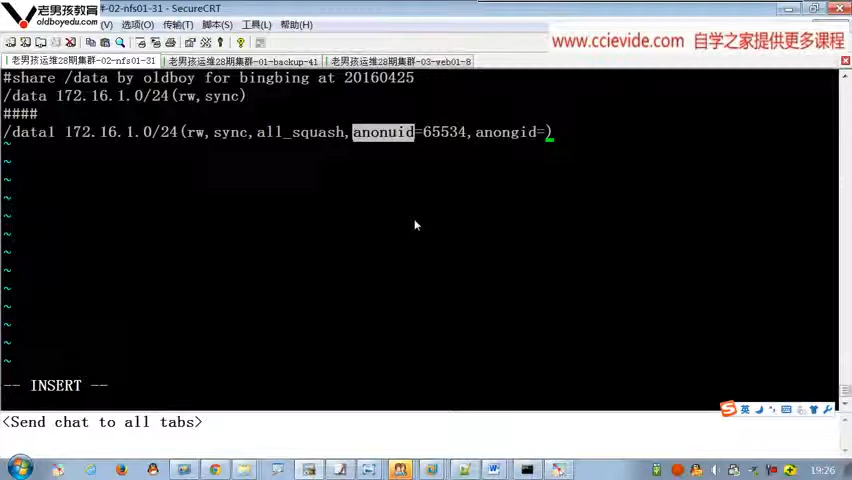 老男孩教育
oldboyedu.com
#-02-nfs01-31 - SecureCRT
(V) 选项(O) 传输(T) 脚本(S) 工具(L) 帮助(H)
www.ccievide.com 自学之家提供更多课程
老男孩运维28期集群-02-nfs01-31
老男孩运维28期集群-01-backup-41
老男孩运维28期集群-03-web01-8
#share /data by oldboy for bingbing at 20160425
/data 172.16.1.0/24(rw,sync)
####
/data1 172.16.1.0/24(rw,sync,all_squash,anonuid=65534,anongid=)
~
~
~
~
~
~
~
~
~
~
~
~
~
-- INSERT --
<Send chat to all tabs>
英
19:26